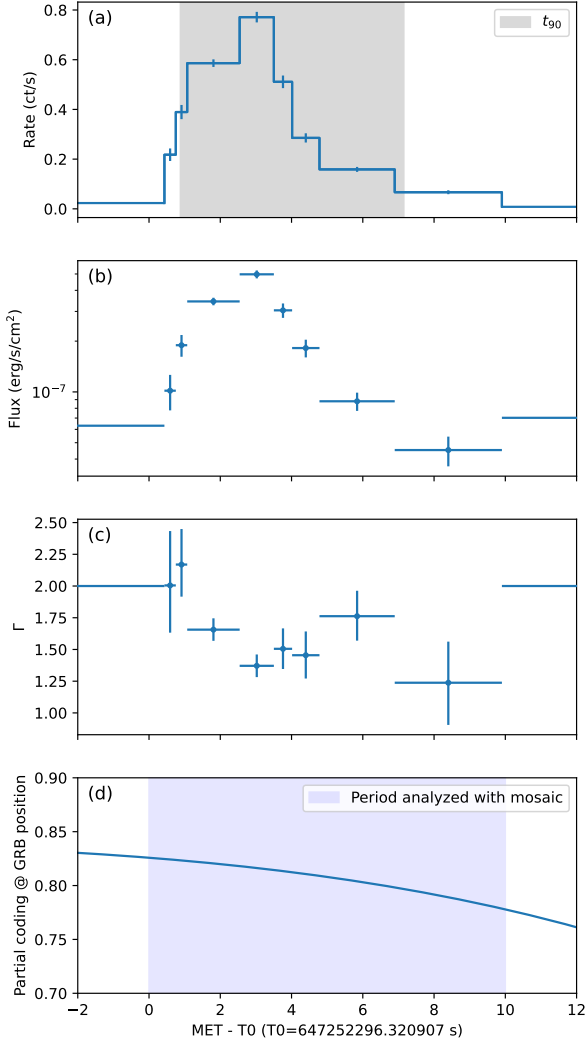 (a)
t90
Rate (ct/s)
0.8
0.6
0.4
0.2
0.0
(b)
Flux (erg/s/cm²)
10⁻⁷
(c)
Γ
2.50
2.25
2.00
1.75
1.50
1.25
1.00
(d)
Period analyzed with mosaic
Partial coding @ GRB position
0.90
0.85
0.80
0.75
0.70
−2 0 2 4 6 8 10 12
MET - T0 (T0=647252296.320907 s)